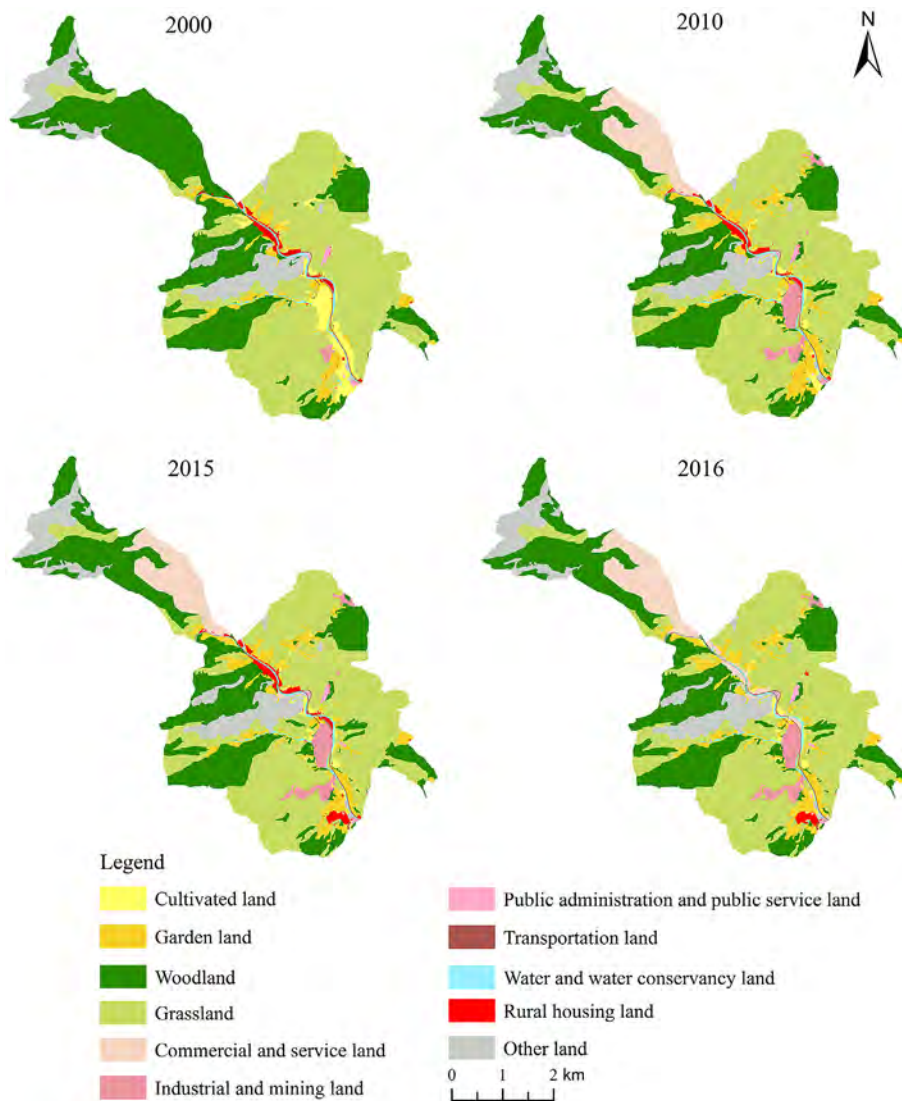 2000
2010
N
2015
2016
Legend
Cultivated land
Garden land
Woodland
Grassland
Commercial and service land
Industrial and mining land
Public administration and public service land
Transportation land
Water and water conservancy land
Rural housing land
Other land
0 1 2 km